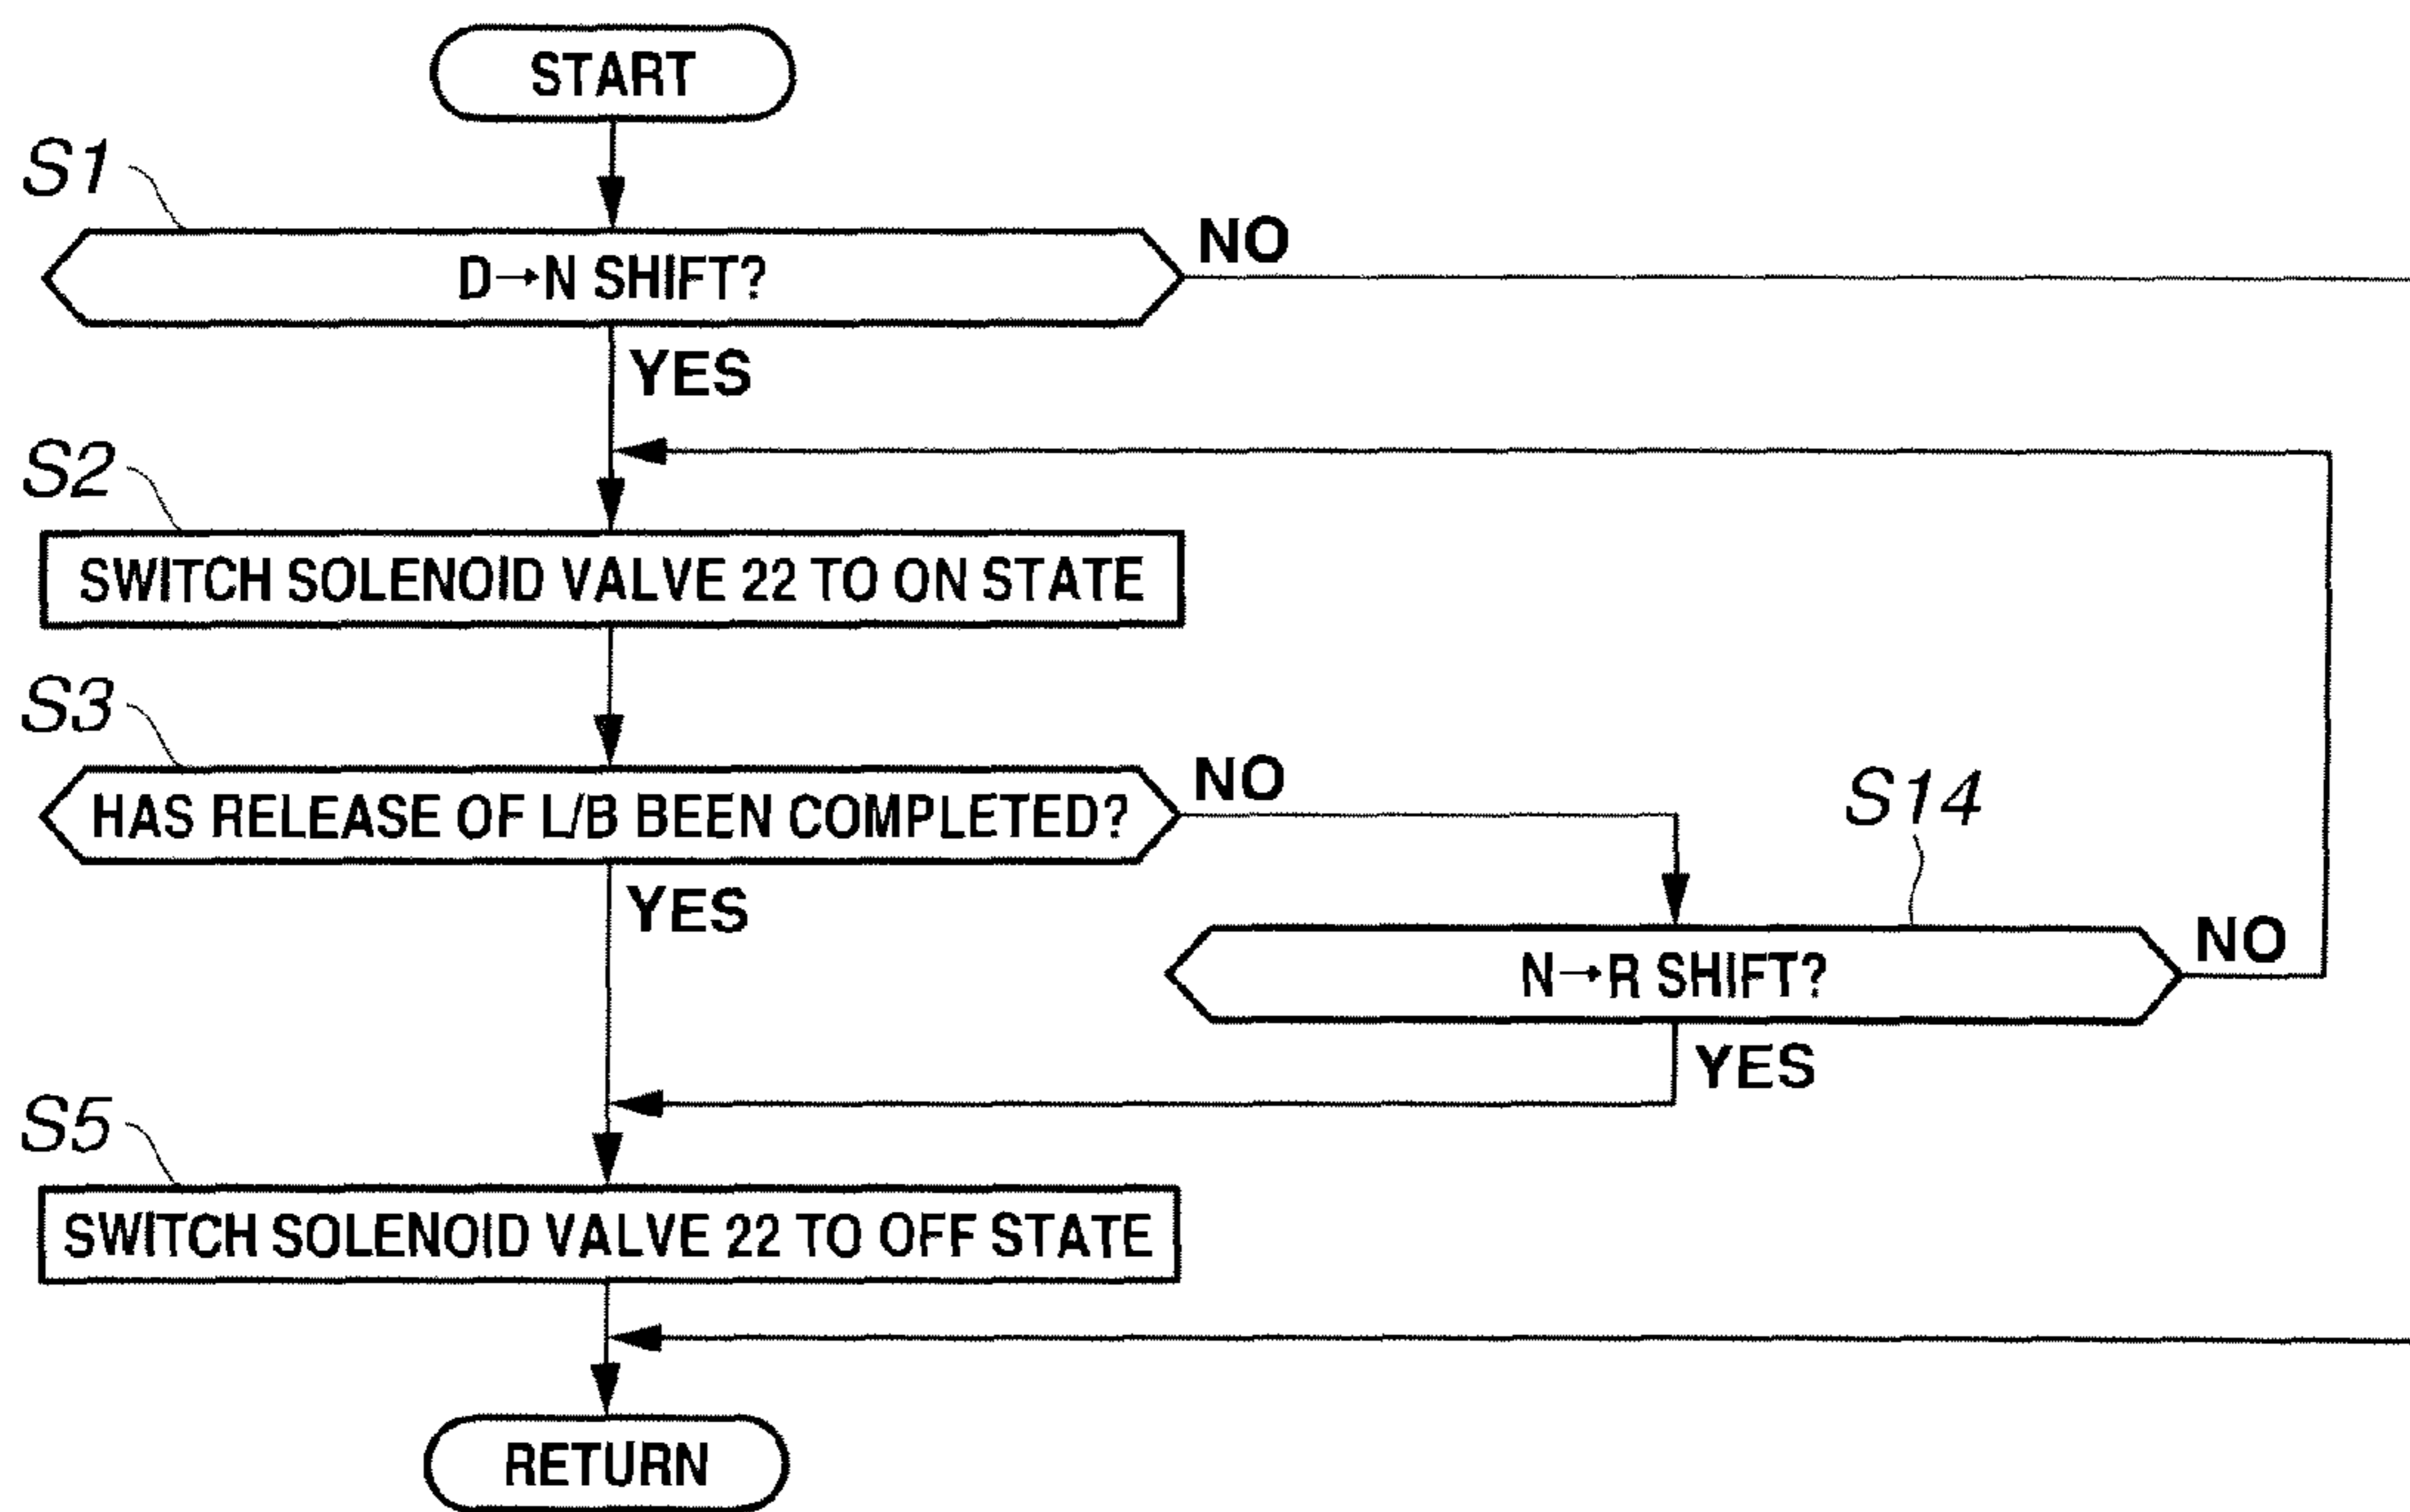 START
S1
D→N SHIFT?
NO
YES
S2
SWITCH SOLENOID VALVE 22 TO ON STATE
S3
HAS RELEASE OF L/B BEEN COMPLETED?
NO
YES
S14
N→R SHIFT?
NO
YES
S5
SWITCH SOLENOID VALVE 22 TO OFF STATE
RETURN